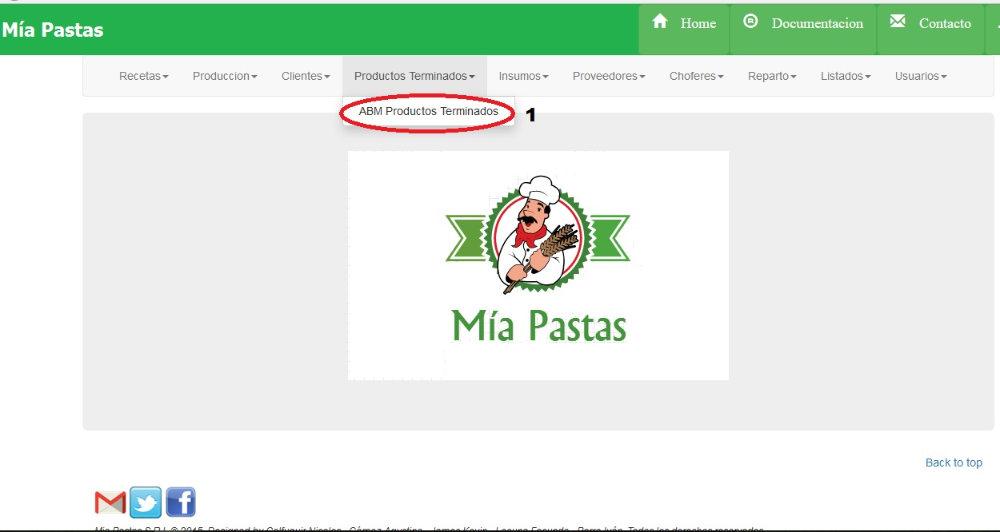 Mía Pastas
Home
Documentacion
Contacto
Recetas
Produccion
Clientes
Productos Terminados
Insumos
Proveedores
Choferes
Reparto
Listados
Usuarios
ABM Productos Terminados
1
Mía Pastas
Back to top
Mia Pastas S.R.L © 2015. Designed by Calfuquir Nicolas - Gómez Agustina - James Kevin - Lacuna Facundo - Parra Iván. Todos los derechos reservados